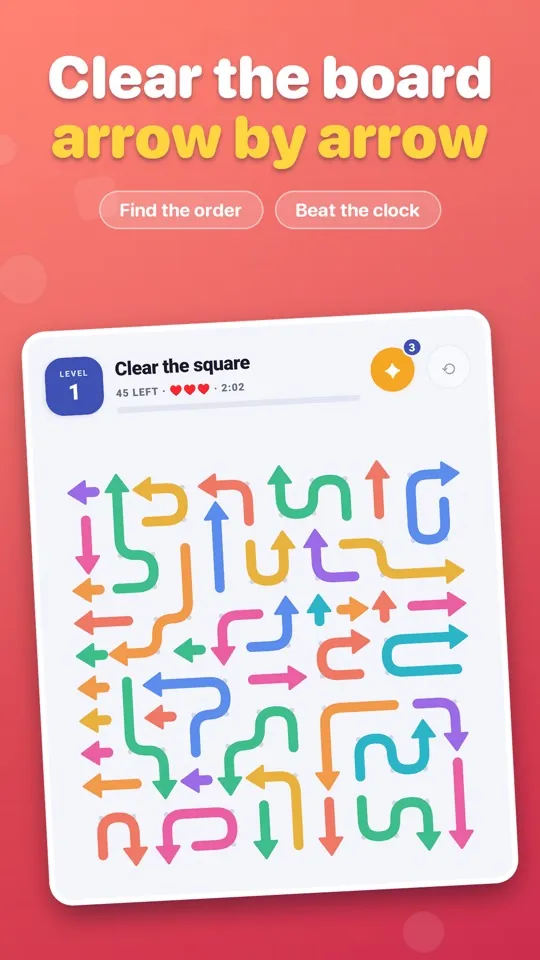 Clear the board
arrow by arrow
Find the order
Beat the clock
LEVEL
1
Clear the square
45 LEFT · ❤❤❤ · 2:02
3